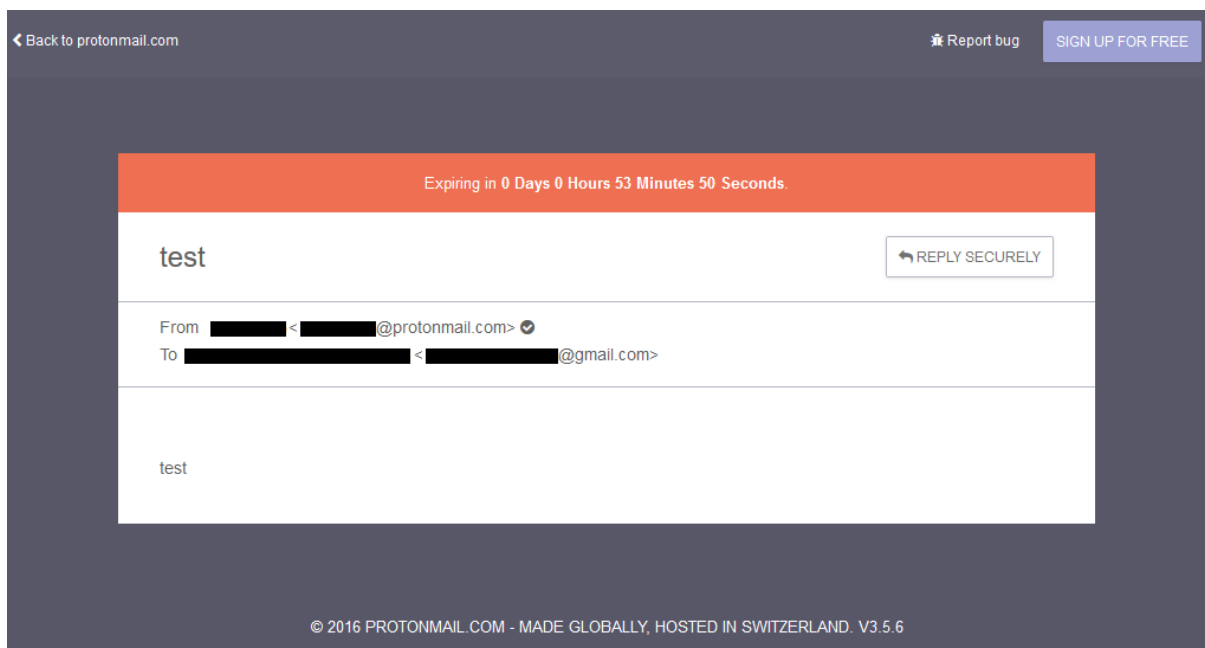 Back to protonmail.com
Report bug
SIGN UP FOR FREE
Expiring in 0 Days 0 Hours 53 Minutes 50 Seconds.
test
REPLY SECURELY
From < @protonmail.com>
To < @gmail.com>
test
© 2016 PROTONMAIL.COM - MADE GLOBALLY, HOSTED IN SWITZERLAND. V3.5.6